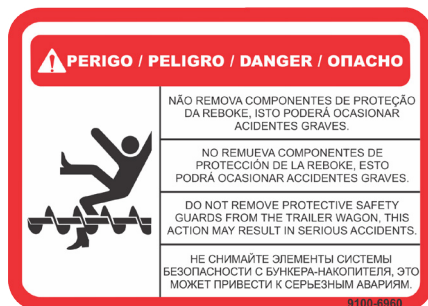 PERIGO / PELIGRO / DANGER / ОПАСНО
NÃO REMOVA COMPONENTES DE PROTEÇÃO
DA REBOKE, ISTO PODERÁ OCASIONAR
ACIDENTES GRAVES.
NO REMUEVA COMPONENTES DE
PROTECCIÓN DE LA REBOKE, ESTO
PODRÁ OCASIONAR ACCIDENTES GRAVES.
DO NOT REMOVE PROTECTIVE SAFETY
GUARDS FROM THE TRAILER WAGON, THIS
ACTION MAY RESULT IN SERIOUS ACCIDENTS.
НЕ СНИМАЙТЕ ЭЛЕМЕНТЫ СИСТЕМЫ
БЕЗОПАСНОСТИ С БУНКЕРА-НАКОПИТЕЛЯ, ЭТО
МОЖЕТ ПРИВЕСТИ К СЕРЬЕЗНЫМ АВАРИЯМ.
9100-6960